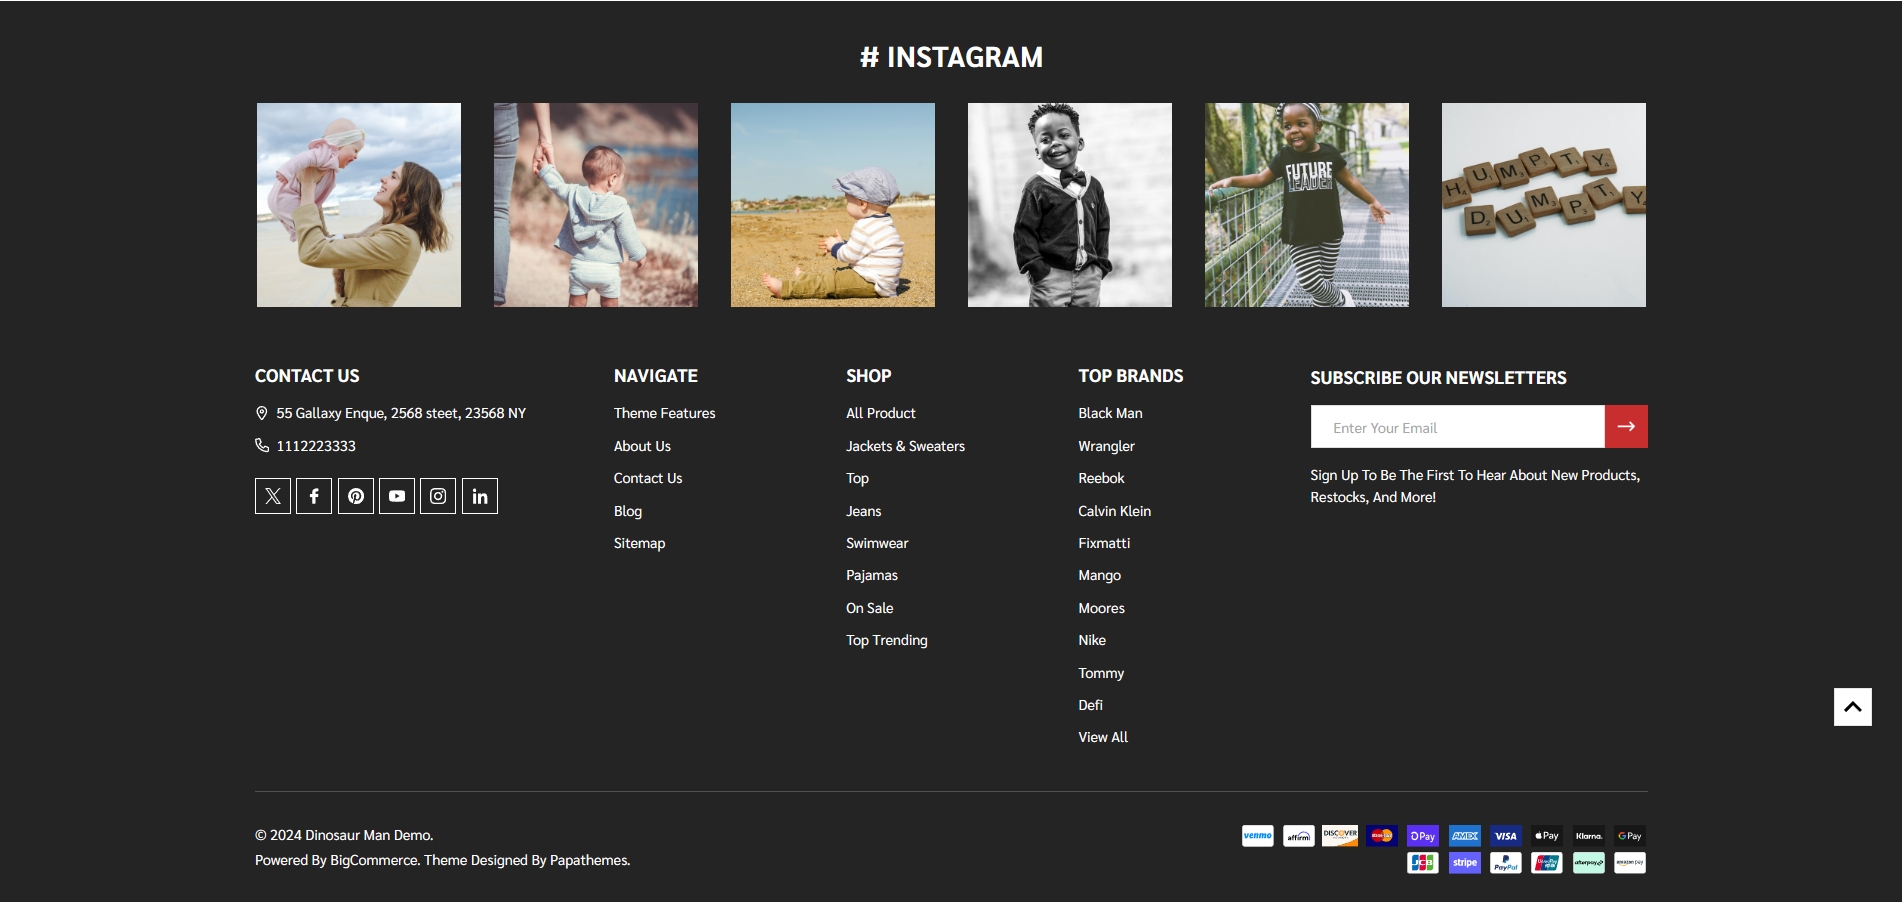 # INSTAGRAM
FUTURE
LEADER
HUMPTY
DUMPTY
CONTACT US
55 Gallaxy Enque, 2568 steet, 23568 NY
1112223333
NAVIGATE
Theme Features
About Us
Contact Us
Blog
Sitemap
SHOP
All Product
Jackets & Sweaters
Top
Jeans
Swimwear
Pajamas
On Sale
Top Trending
TOP BRANDS
Black Man
Wrangler
Reebok
Calvin Klein
Fixmatti
Mango
Moores
Nike
Tommy
Defi
View All
SUBSCRIBE OUR NEWSLETTERS
Enter Your Email
Sign Up To Be The First To Hear About New Products,
Restocks, And More!
© 2024 Dinosaur Man Demo.
Powered By BigCommerce. Theme Designed By Papathemes.
venmo affirm DISCOVER OPay AMEX VISA Pay Klarna. G Pay
JCB stripe PayPal UnionPay afterpay amazon pay